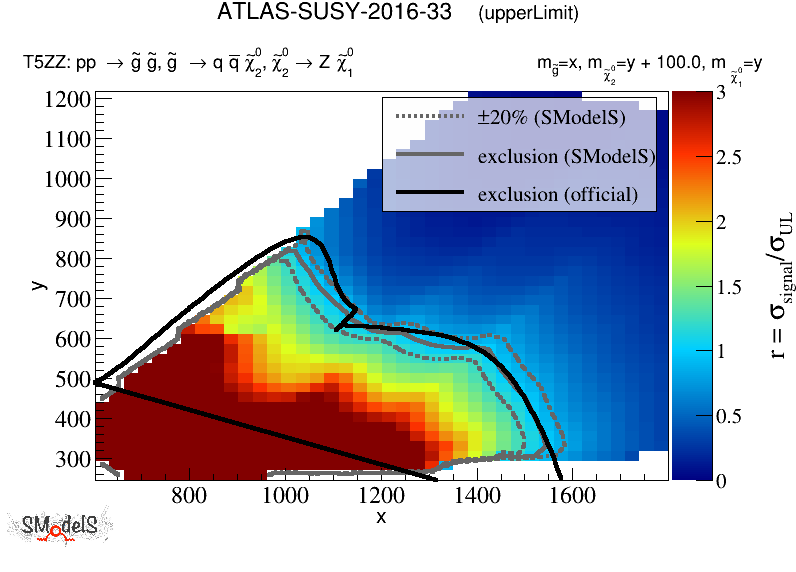 ATLAS-SUSY-2016-33 (upperLimit)
T5ZZ: pp → g̃ g̃, g̃ → q q̅ χ̃₂⁰, χ̃₂⁰ → Z χ̃₁⁰
m_g̃=x, m_χ̃₂⁰=y + 100.0, m_χ̃₁⁰=y
±20% (SModelS)
exclusion (SModelS)
exclusion (official)
1200
1100
1000
900
800
700
600
500
400
300
y
800 1000 1200 1400 1600
x
3
2.5
2
1.5
1
0.5
0
r = σ_signal/σ_UL
SModelS